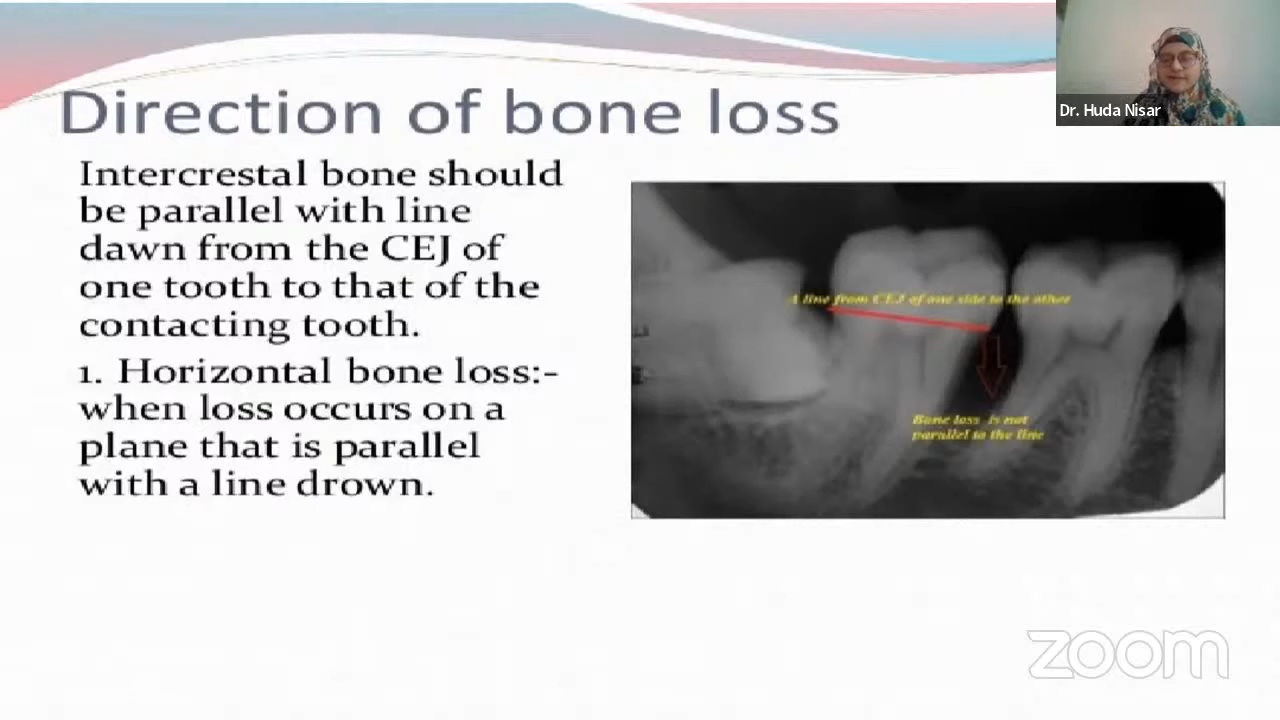 Direction of bone loss
Dr. Huda Nisar
Intercrestal bone should
be parallel with line
dawn from the CEJ of
one tooth to that of the
contacting tooth.
1. Horizontal bone loss:-
when loss occurs on a
plane that is parallel
with a line drown.
A line from CEJ of one side to the other
Bone loss is not
parallel to the line
zoom